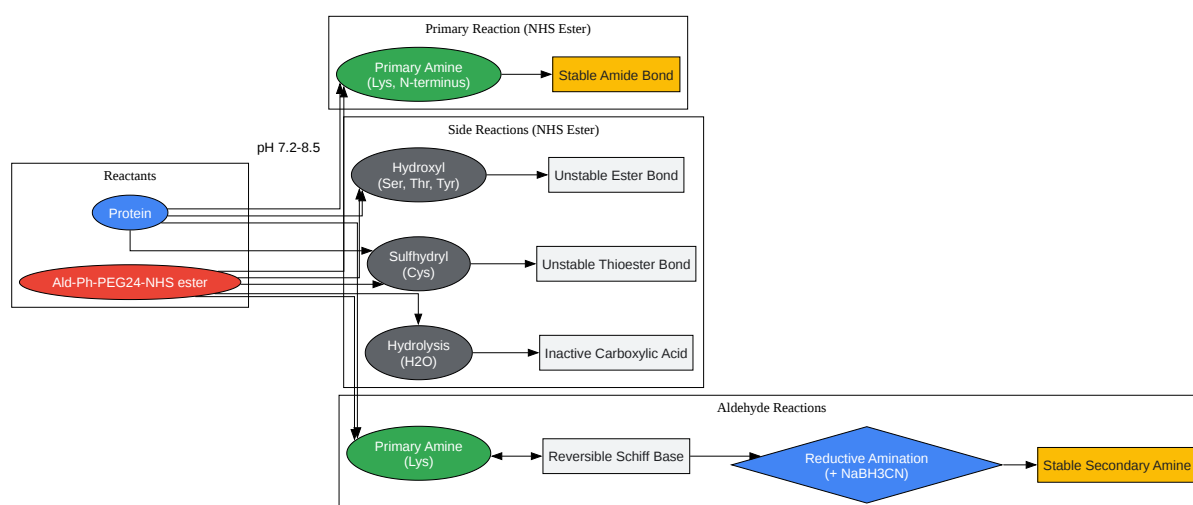 Primary Reaction (NHS Ester)
Primary Amine
(Lys, N-terminus)
Stable Amide Bond
pH 7.2-8.5
Side Reactions (NHS Ester)
Hydroxyl
(Ser, Thr, Tyr)
Unstable Ester Bond
Reactants
Protein
Ald-Ph-PEG24-NHS ester
Sulfhydryl
(Cys)
Unstable Thioester Bond
Hydrolysis
(H2O)
Inactive Carboxylic Acid
Aldehyde Reactions
Primary Amine
(Lys)
Reversible Schiff Base
Reductive Amination
(+ NaBH3CN)
Stable Secondary Amine